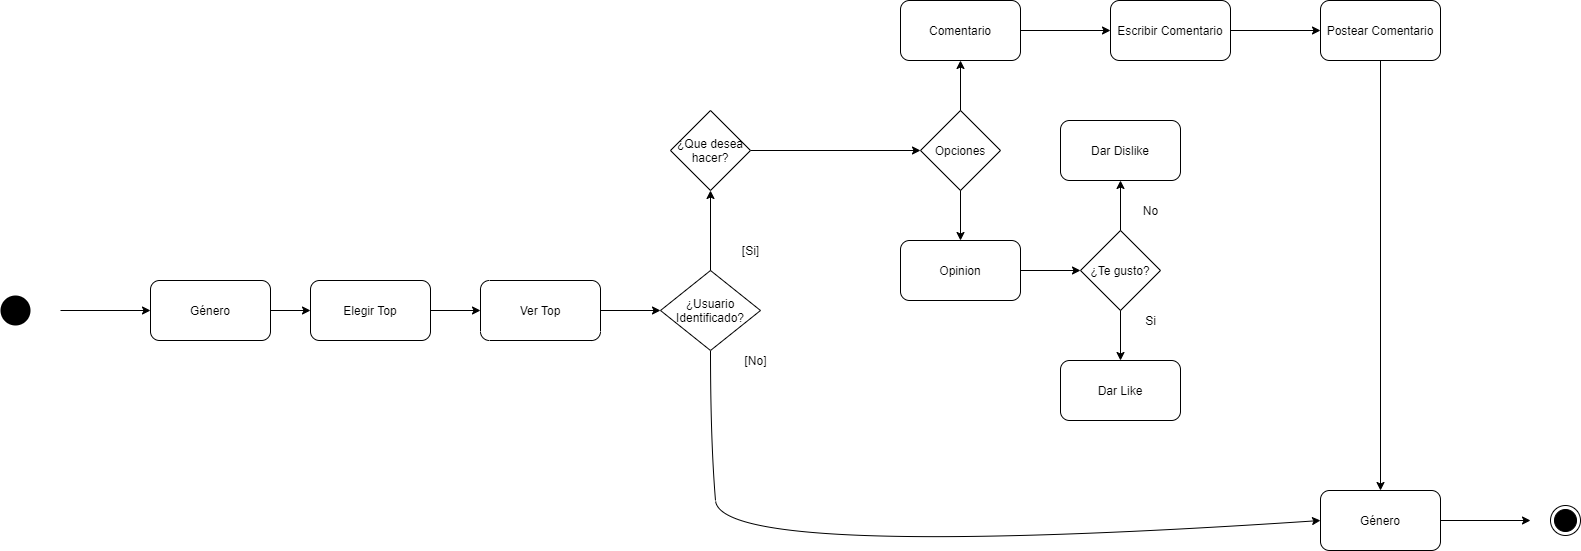 Comentario
Escribir Comentario
Postear Comentario
¿Que desea
hacer?
Opciones
Dar Dislike
No
[Si]
Opinion
¿Te gusto?
Género
Elegir Top
Ver Top
¿Usuario
Identificado?
Si
[No]
Dar Like
Género